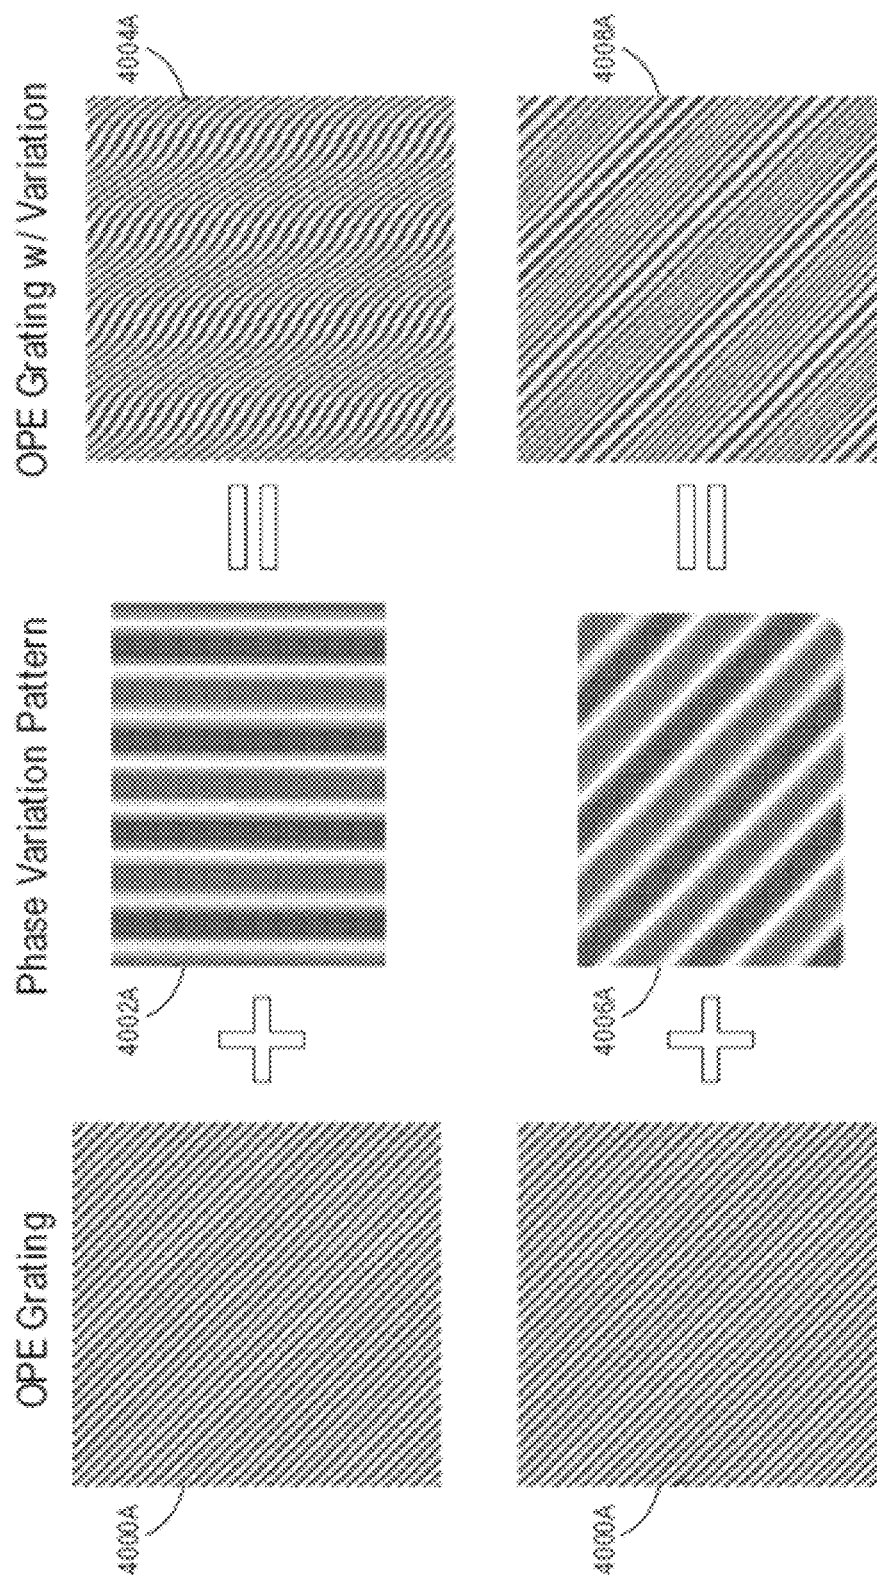 OPE Grating
Phase Variation Pattern
OPE Grating w/ Variation
4000A
4002A
4004A
4000A
4006A
4008A